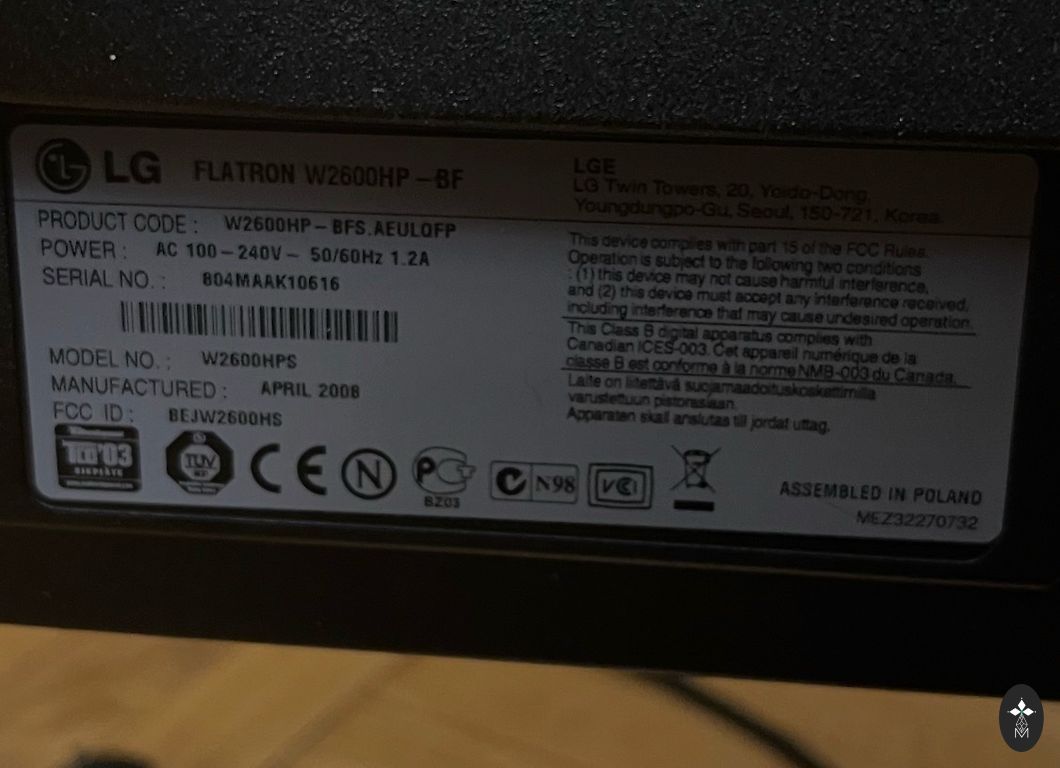 LG FLATRON W2600HP-BF
PRODUCT CODE : W2600HP-BFS.AEULQFP
POWER : AC 100-240V~ 50/60Hz 1.2A
SERIAL NO. : 804MAAK10616
MODEL NO. : W2600HPS
MANUFACTURED : APRIL 2008
FCC ID : BEJW2600HS
LGE
LG Twin Towers, 20, Yoido-Dong,
Youngdungpo-Gu, Seoul, 150-721, Korea.
This device complies with part 15 of the FCC Rules.
Operation is subject to the following two conditions
: (1) this device may not cause harmful interference,
and (2) this device must accept any interference received,
including interference that may cause undesired operation.
This Class B digital apparatus complies with
Canadian ICES-003. Cet appareil numérique de la
classe B est conforme à la norme NMB-003 du Canada.
Laite on liitettävä suojamaadoituskoskettimilla
varustettuun pistorasiaan.
Apparaten skall anslutas till jordat uttag.
TCO'03
DISPLAYS
TÜV
CE
N
PCT
BZ03
N98
VCCI
ASSEMBLED IN POLAND
MEZ32270732
M